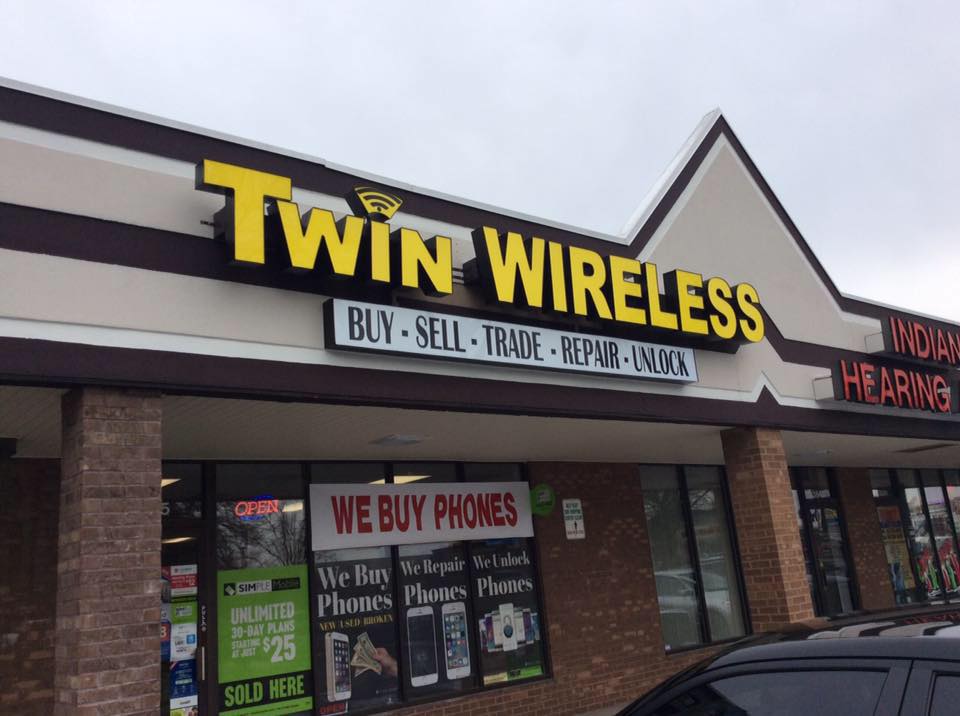 TWIN WIRELESS
BUY · SELL · TRADE · REPAIR · UNLOCK
INDIAN
HEARING
OPEN
WE BUY PHONES
SIMPLE Mobile
UNLIMITED
30-DAY PLANS
STARTING AT JUST $25
SOLD HERE
We Buy
Phones
NEW USED BROKEN
We Repair
Phones
We Unlock
Phones
OPEN